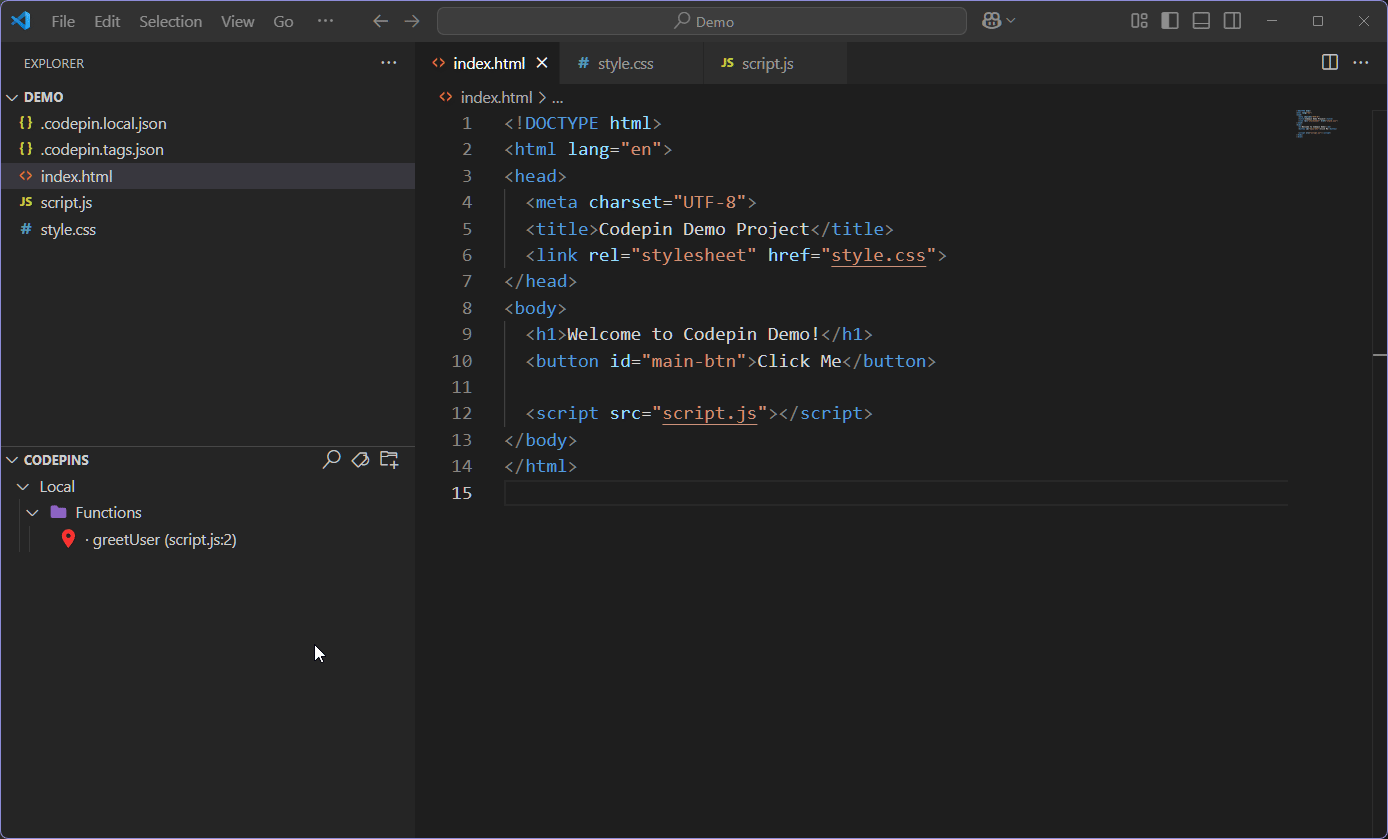 File Edit Selection View Go ··· Demo
EXPLORER ···
DEMO
{} .codepin.local.json
{} .codepin.tags.json
<> index.html
JS script.js
# style.css
CODEPINS
Local
Functions
· greetUser (script.js:2)
<> index.html # style.css JS script.js ···
<> index.html > ...
1 <!DOCTYPE html>
2 <html lang="en">
3 <head>
4 <meta charset="UTF-8">
5 <title>Codepin Demo Project</title>
6 <link rel="stylesheet" href="style.css">
7 </head>
8 <body>
9 <h1>Welcome to Codepin Demo!</h1>
10 <button id="main-btn">Click Me</button>
11
12 <script src="script.js"></script>
13 </body>
14 </html>
15